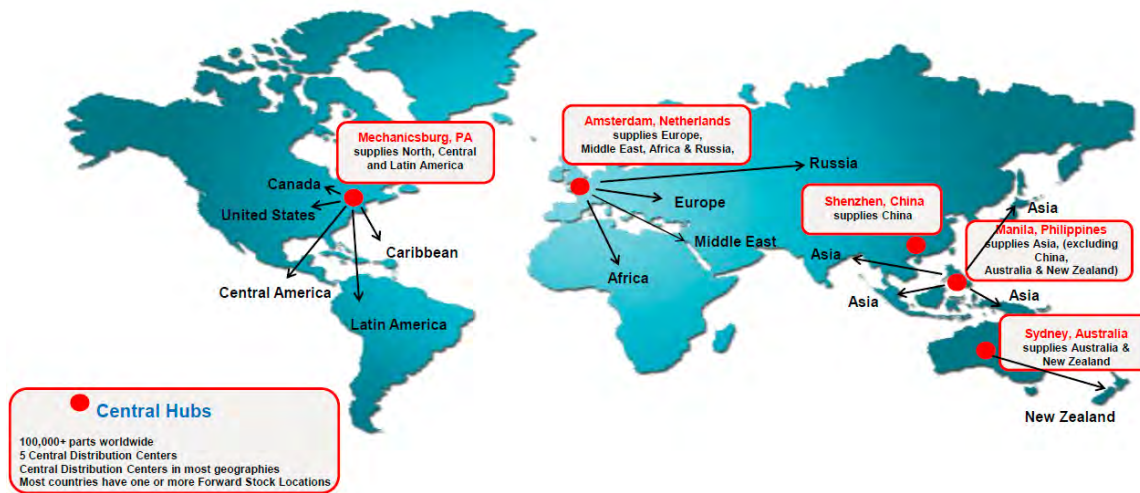 Mechanicsburg, PA
supplies North, Central
and Latin America
Canada
United States
Caribbean
Central America
Latin America
Amsterdam, Netherlands
supplies Europe,
Middle East, Africa & Russia,
Russia
Europe
Middle East
Africa
Shenzhen, China
supplies China
Asia
Manila, Philippines
supplies Asia, (excluding
China,
Australia & New Zealand)
Asia
Asia
Asia
Sydney, Australia
supplies Australia &
New Zealand
New Zealand
Central Hubs
100,000+ parts worldwide
5 Central Distribution Centers
Central Distribution Centers in most geographies
Most countries have one or more Forward Stock Locations